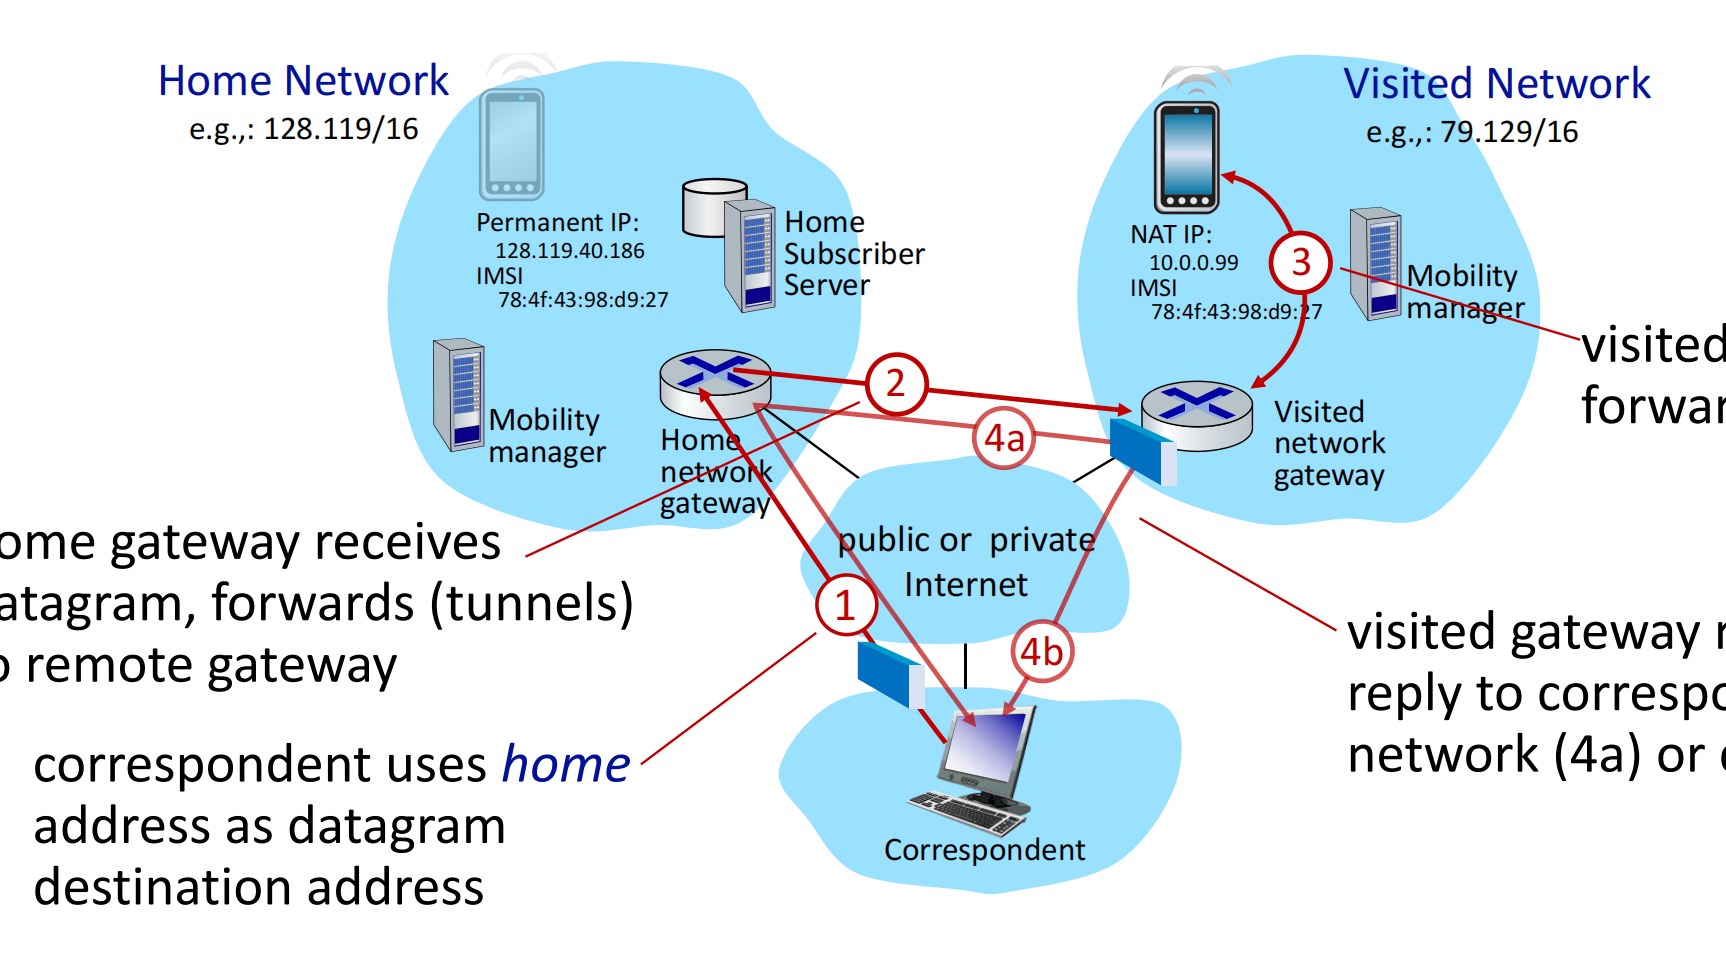 Home Network
e.g.,: 128.119/16
Visited Network
e.g.,: 79.129/16
Permanent IP:
128.119.40.186
IMSI
78:4f:43:98:d9:27
Home
Subscriber
Server
Mobility
manager
Home
network
gateway
NAT IP:
10.0.0.99
IMSI
78:4f:43:98:d9:27
Mobility
manager
Visited
network
gateway
1
2
3
4a
4b
public or private
Internet
Correspondent
visited
forwar
ome gateway receives
atagram, forwards (tunnels)
o remote gateway
correspondent uses home
address as datagram
destination address
visited gateway r
reply to correspo
network (4a) or